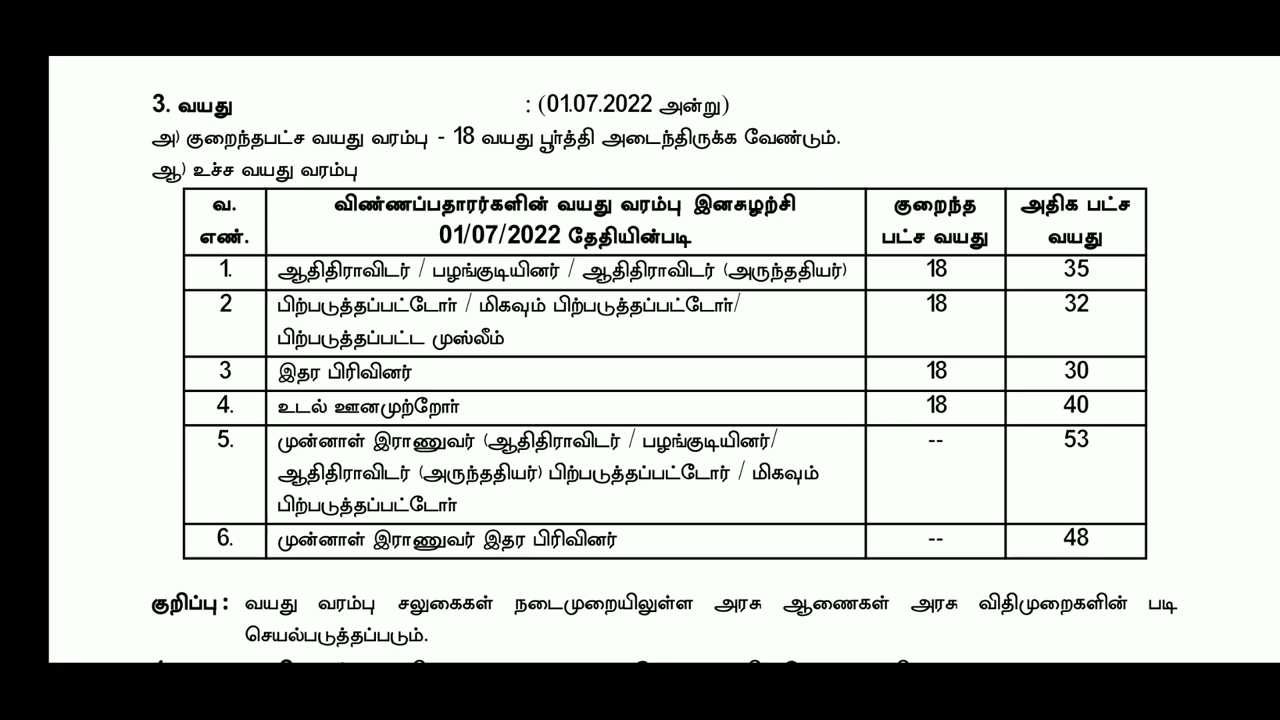 3. வயது : (01.07.2022 அன்று)
அ) குறைந்தபட்ச வயது வரம்பு - 18 வயது பூர்த்தி அடைந்திருக்க வேண்டும்.
ஆ) உச்ச வயது வரம்பு
வ. விண்ணப்பதாரர்களின் வயது வரம்பு இனசுழற்சி குறைந்த அதிக பட்ச
எண். 01/07/2022 தேதியின்படி பட்ச வயது வயது
1. ஆதிதிராவிடர் / பழங்குடியினர் / ஆதிதிராவிடர் (அருந்ததியர்) 18 35
2 பிற்படுத்தப்பட்டோர் / மிகவும் பிற்படுத்தப்பட்டோர்/ 18 32
பிற்படுத்தப்பட்ட முஸ்லீம்
3 இதர பிரிவினர் 18 30
4. உடல் ஊனமுற்றோர் 18 40
5. முன்னாள் இராணுவர் (ஆதிதிராவிடர் / பழங்குடியினர்/ -- 53
ஆதிதிராவிடர் (அருந்ததியர்) பிற்படுத்தப்பட்டோர் / மிகவும்
பிற்படுத்தப்பட்டோர்
6. முன்னாள் இராணுவர் இதர பிரிவினர் -- 48
குறிப்பு : வயது வரம்பு சலுகைகள் நடைமுறையிலுள்ள அரசு ஆணைகள் அரசு விதிமுறைகளின் படி
செயல்படுத்தப்படும்.